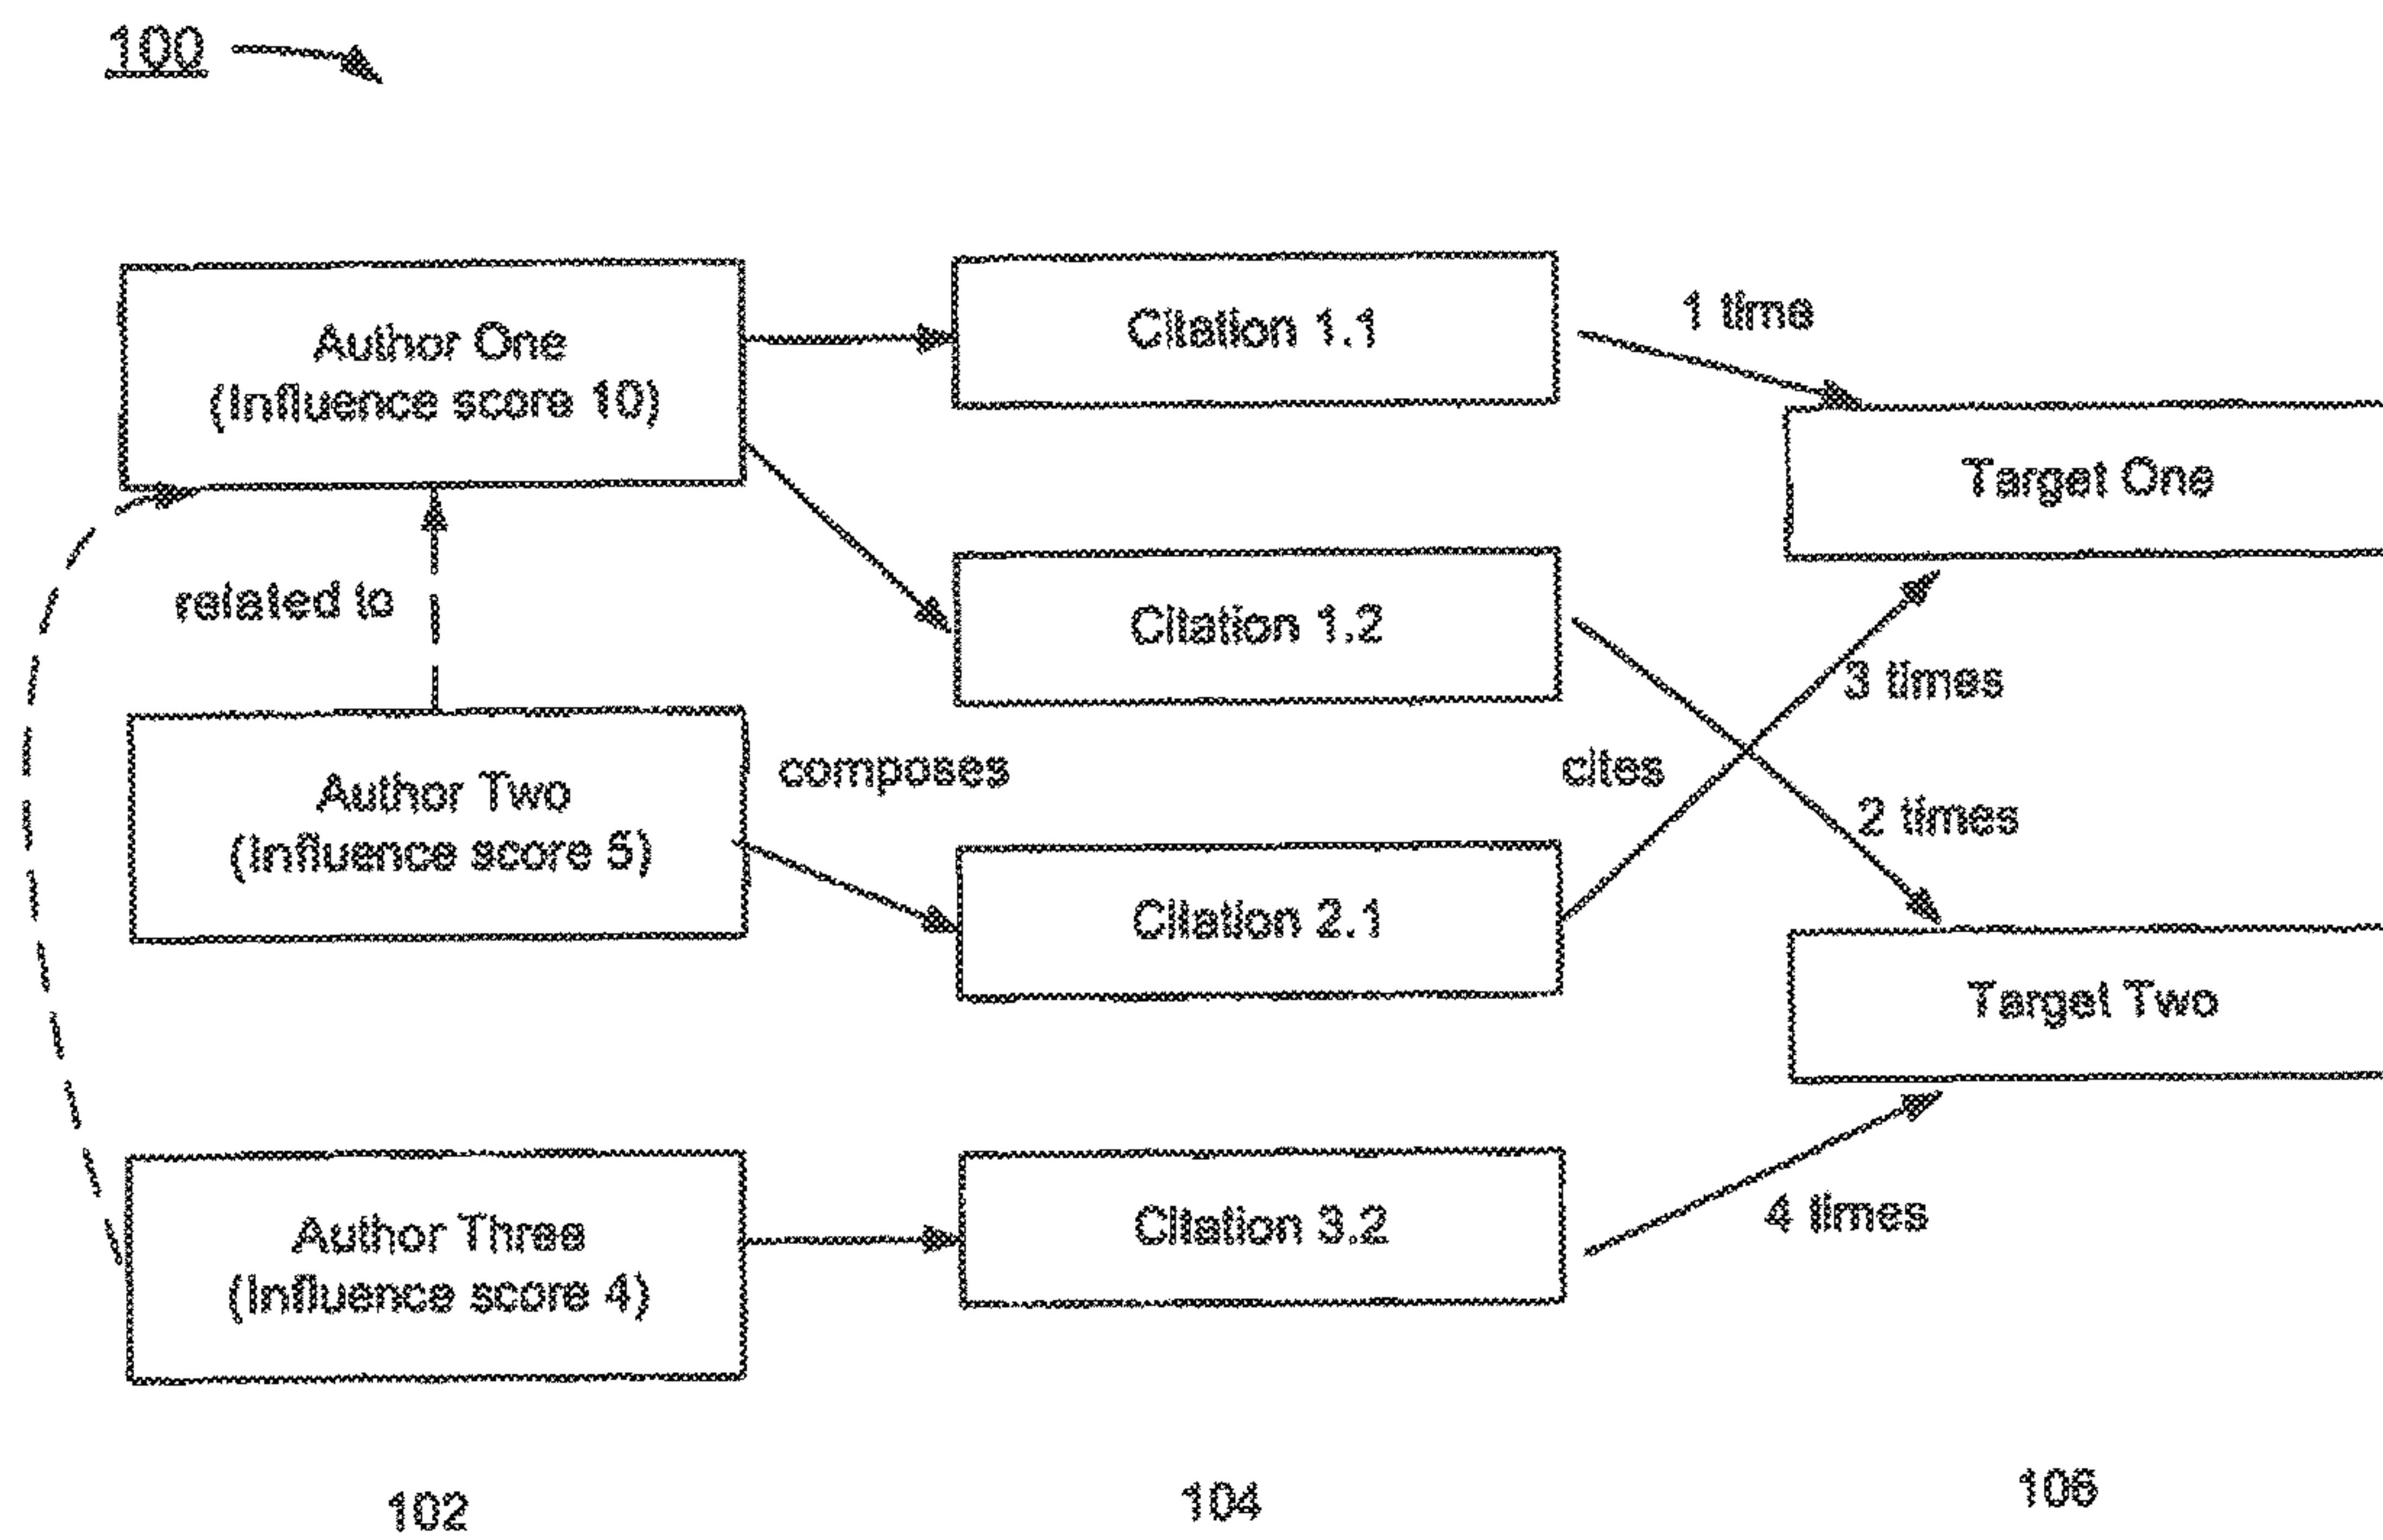 100
Author One
(Influence score 10)
Citation 1.1
1 time
Target One
related to
Citation 1.2
3 times
Author Two
(Influence score 5)
composes
cites
2 times
Citation 2.1
Target Two
Author Three
(Influence score 4)
Citation 3.2
4 times
102
104
106